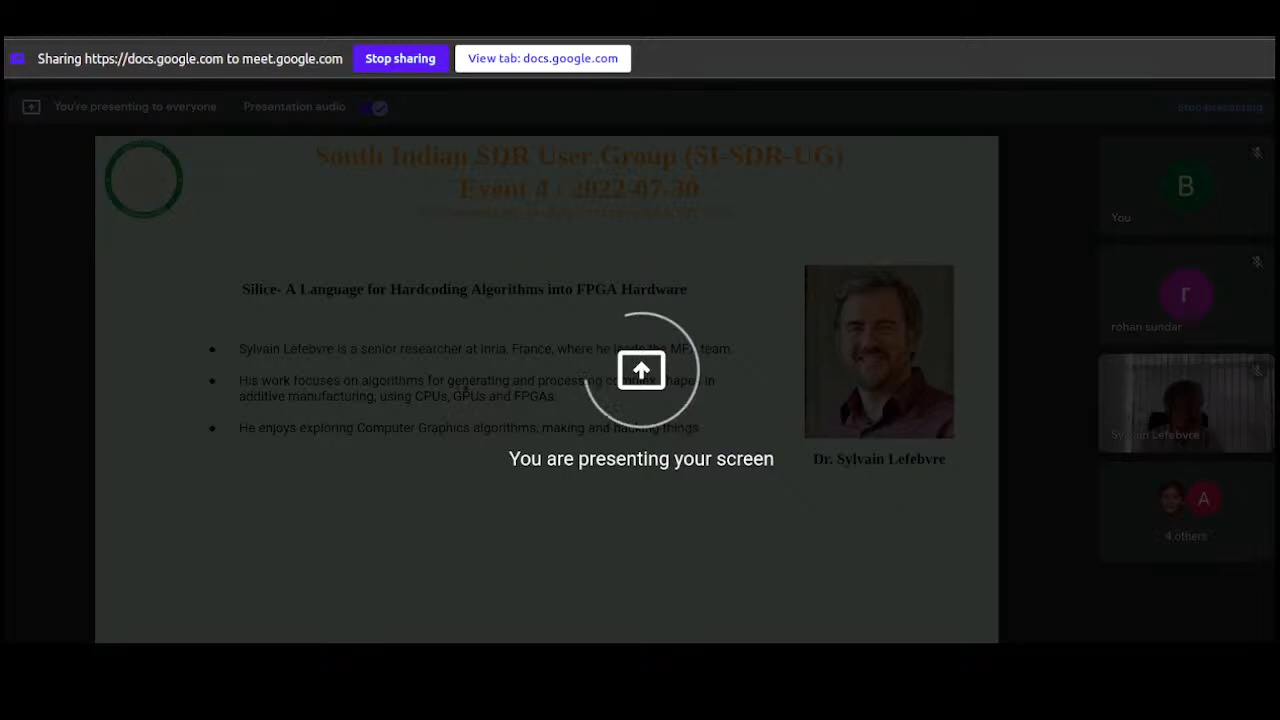 Sharing https://docs.google.com to meet.google.com
Stop sharing
View tab: docs.google.com
You're presenting to everyone
Presentation audio
Stop presenting
South Indian SDR User Group (SI-SDR-UG)
Event 4 - 2022-07-30
B
You
Silice- A Language for Hardcoding Algorithms into FPGA Hardware
r
rohan sundar
Sylvain Lefebvre is a senior researcher at Inria, France, where he leads the MFX team.
His work focuses on algorithms for generating and processing complex shapes in
additive manufacturing, using CPUs, GPUs and FPGAs.
He enjoys exploring Computer Graphics algorithms, making and hacking things
You are presenting your screen
Dr. Sylvain Lefebvre
Sylvain Lefebvre
A
4 others